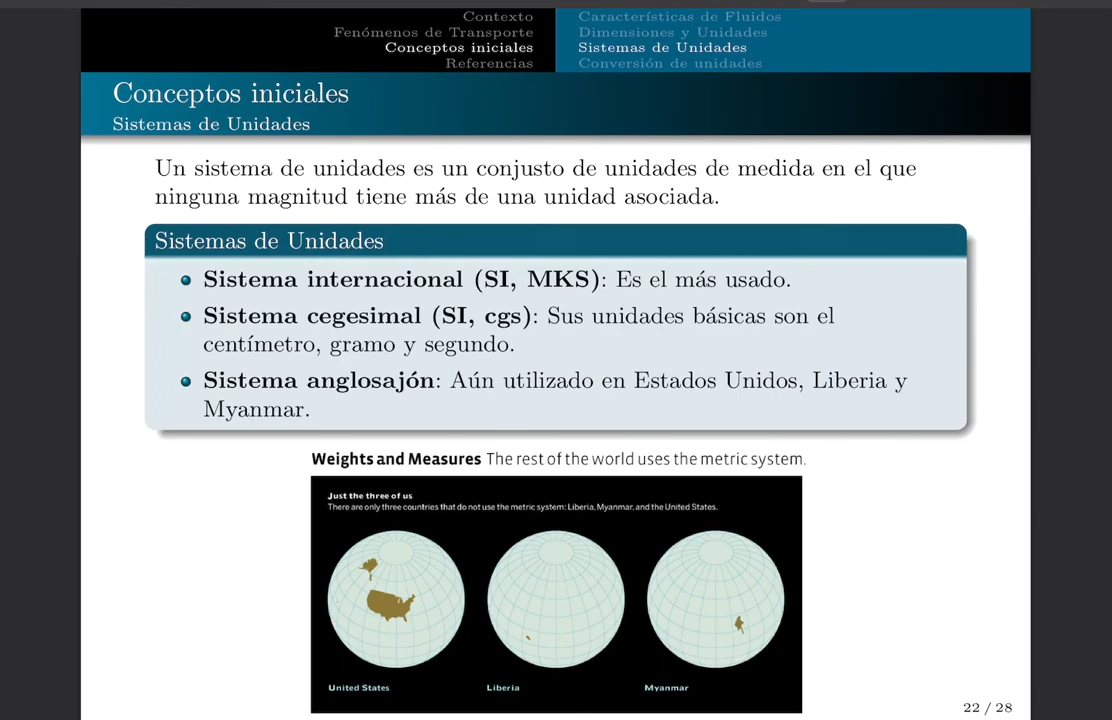 Contexto
Fenómenos de Transporte
Conceptos iniciales
Referencias
Características de Fluidos
Dimensiones y Unidades
Sistemas de Unidades
Conversión de unidades
Conceptos iniciales
Sistemas de Unidades
Un sistema de unidades es un conjusto de unidades de medida en el que
ninguna magnitud tiene más de una unidad asociada.
Sistemas de Unidades
Sistema internacional (SI, MKS): Es el más usado.
Sistema cegesimal (SI, cgs): Sus unidades básicas son el
centímetro, gramo y segundo.
Sistema anglosajón: Aún utilizado en Estados Unidos, Liberia y
Myanmar.
Weights and Measures The rest of the world uses the metric system.
Just the three of us
There are only three countries that do not use the metric system: Liberia, Myanmar, and the United States.
United States
Liberia
Myanmar
22 / 28